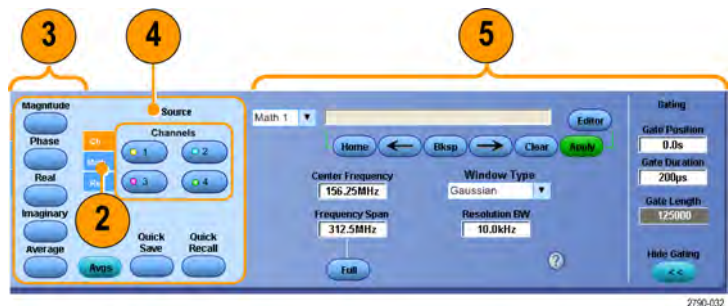 3
4
5
Magnitude
Phase
Real
Imaginary
Average
Source
Channels
Ch
1
2
3
4
2
Avgs
Quick Save
Quick Recall
Math 1
Editor
Home
Bksp
Clear
Apply
Center Frequency
156.25MHz
Window Type
Gaussian
Frequency Span
312.5MHz
Resolution BW
10.0kHz
Full
?
Gating
Gate Position
0.0s
Gate Duration
200µs
Gate Length
125000
Hide Gating
<<
2790-032